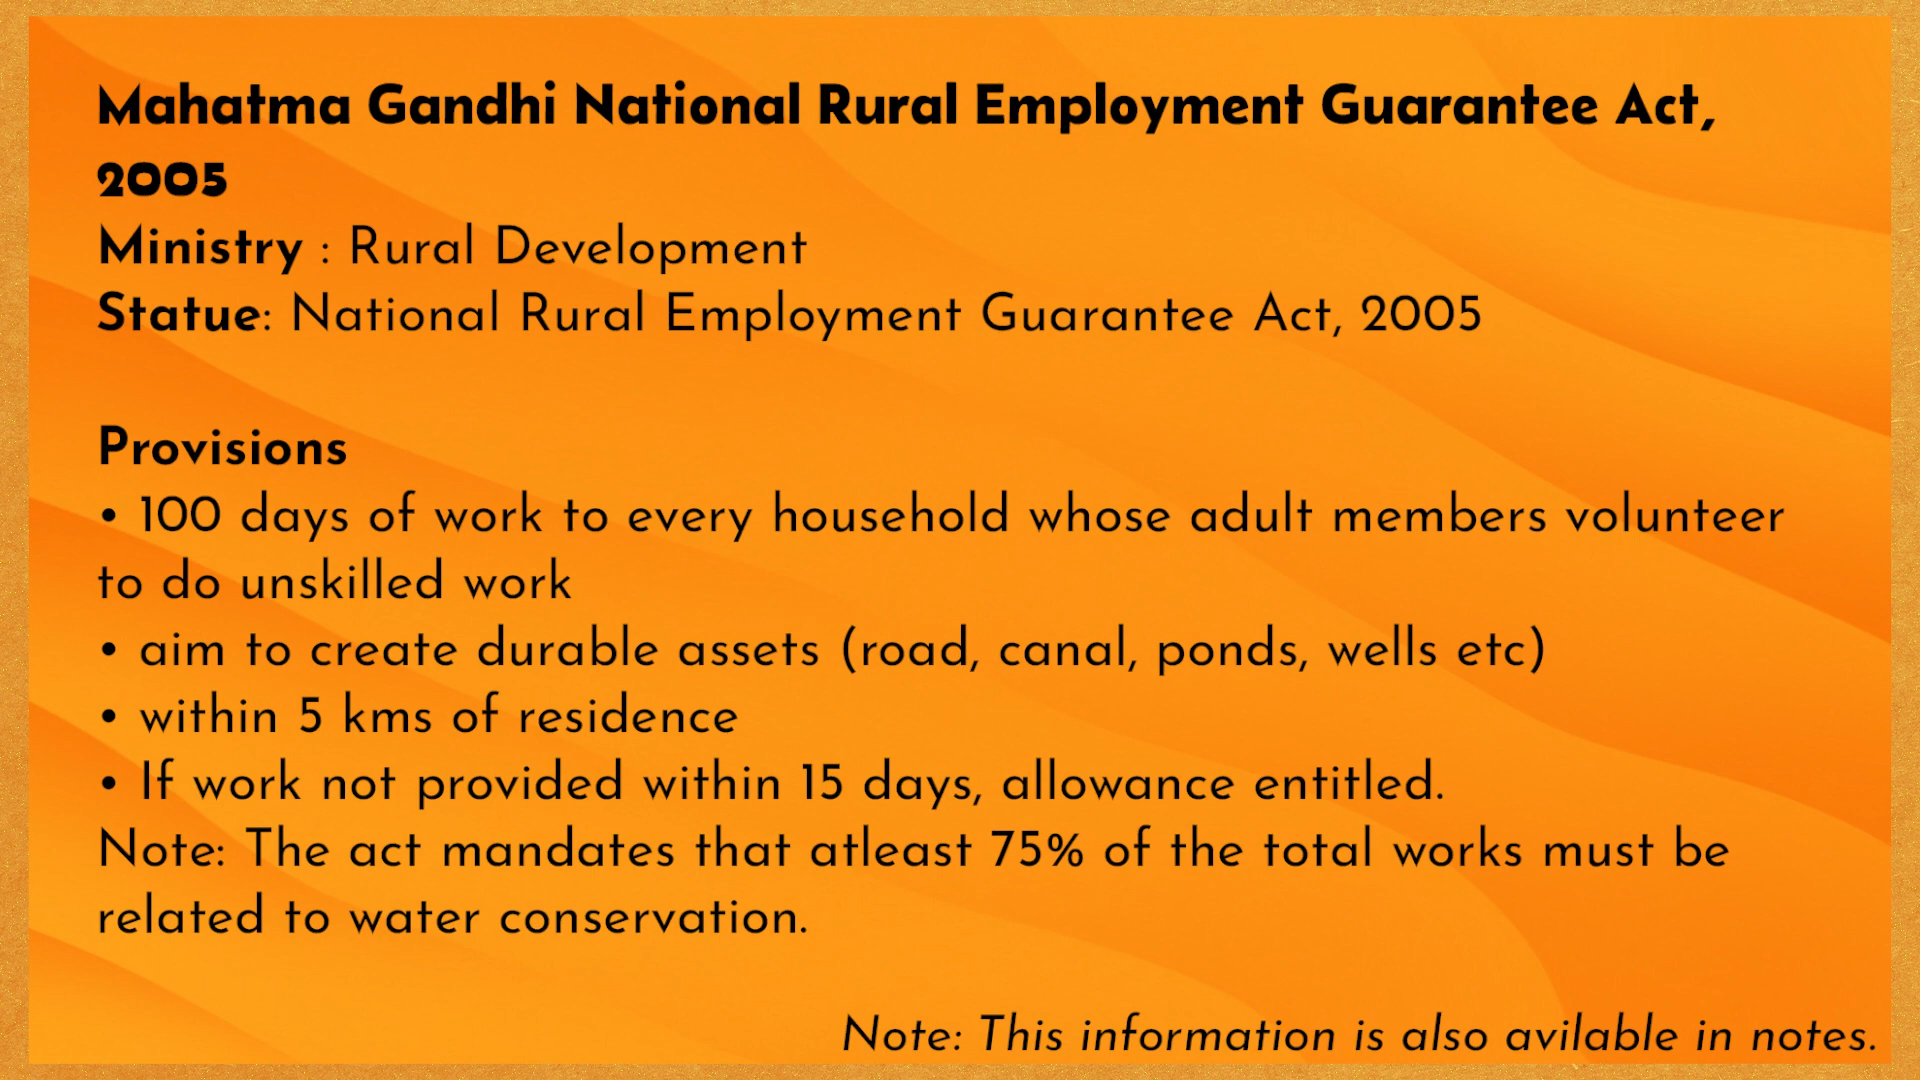 Mahatma Gandhi National Rural Employment Guarantee Act,
2005
Ministry : Rural Development
Statue: National Rural Employment Guarantee Act, 2005
Provisions
• 100 days of work to every household whose adult members volunteer
to do unskilled work
• aim to create durable assets (road, canal, ponds, wells etc)
• within 5 kms of residence
• If work not provided within 15 days, allowance entitled.
Note: The act mandates that atleast 75% of the total works must be
related to water conservation.
Note: This information is also avilable in notes.